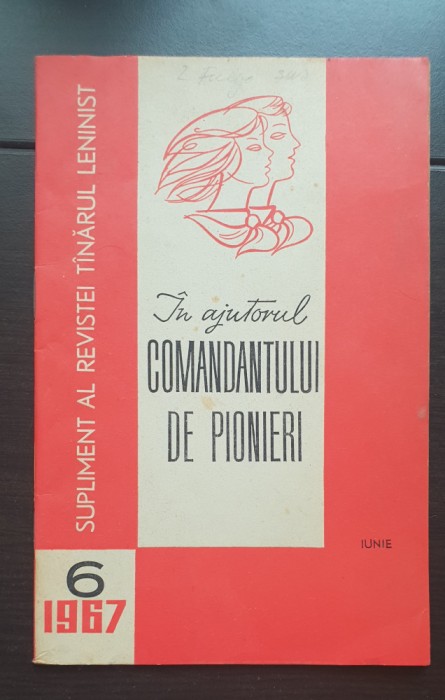 SUPLIMENT AL REVISTEI TÎNĂRUL LENINIST
În ajutorul
COMANDANTULUI
DE PIONIERI
IUNIE
6
1967